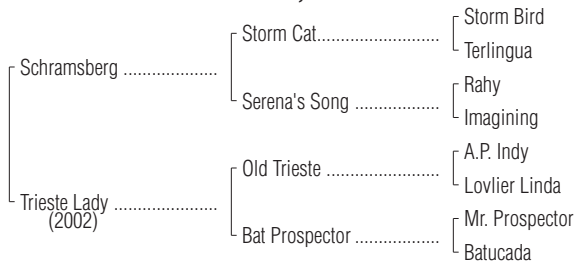 Storm Bird
Storm Cat..........................
Terlingua
Schramsberg ....................
Rahy
Serena's Song ..................
Imagining
A.P. Indy
Old Trieste ........................
Lovlier Linda
Trieste Lady ......................
(2002)
Mr. Prospector
Bat Prospector ..................
Batucada